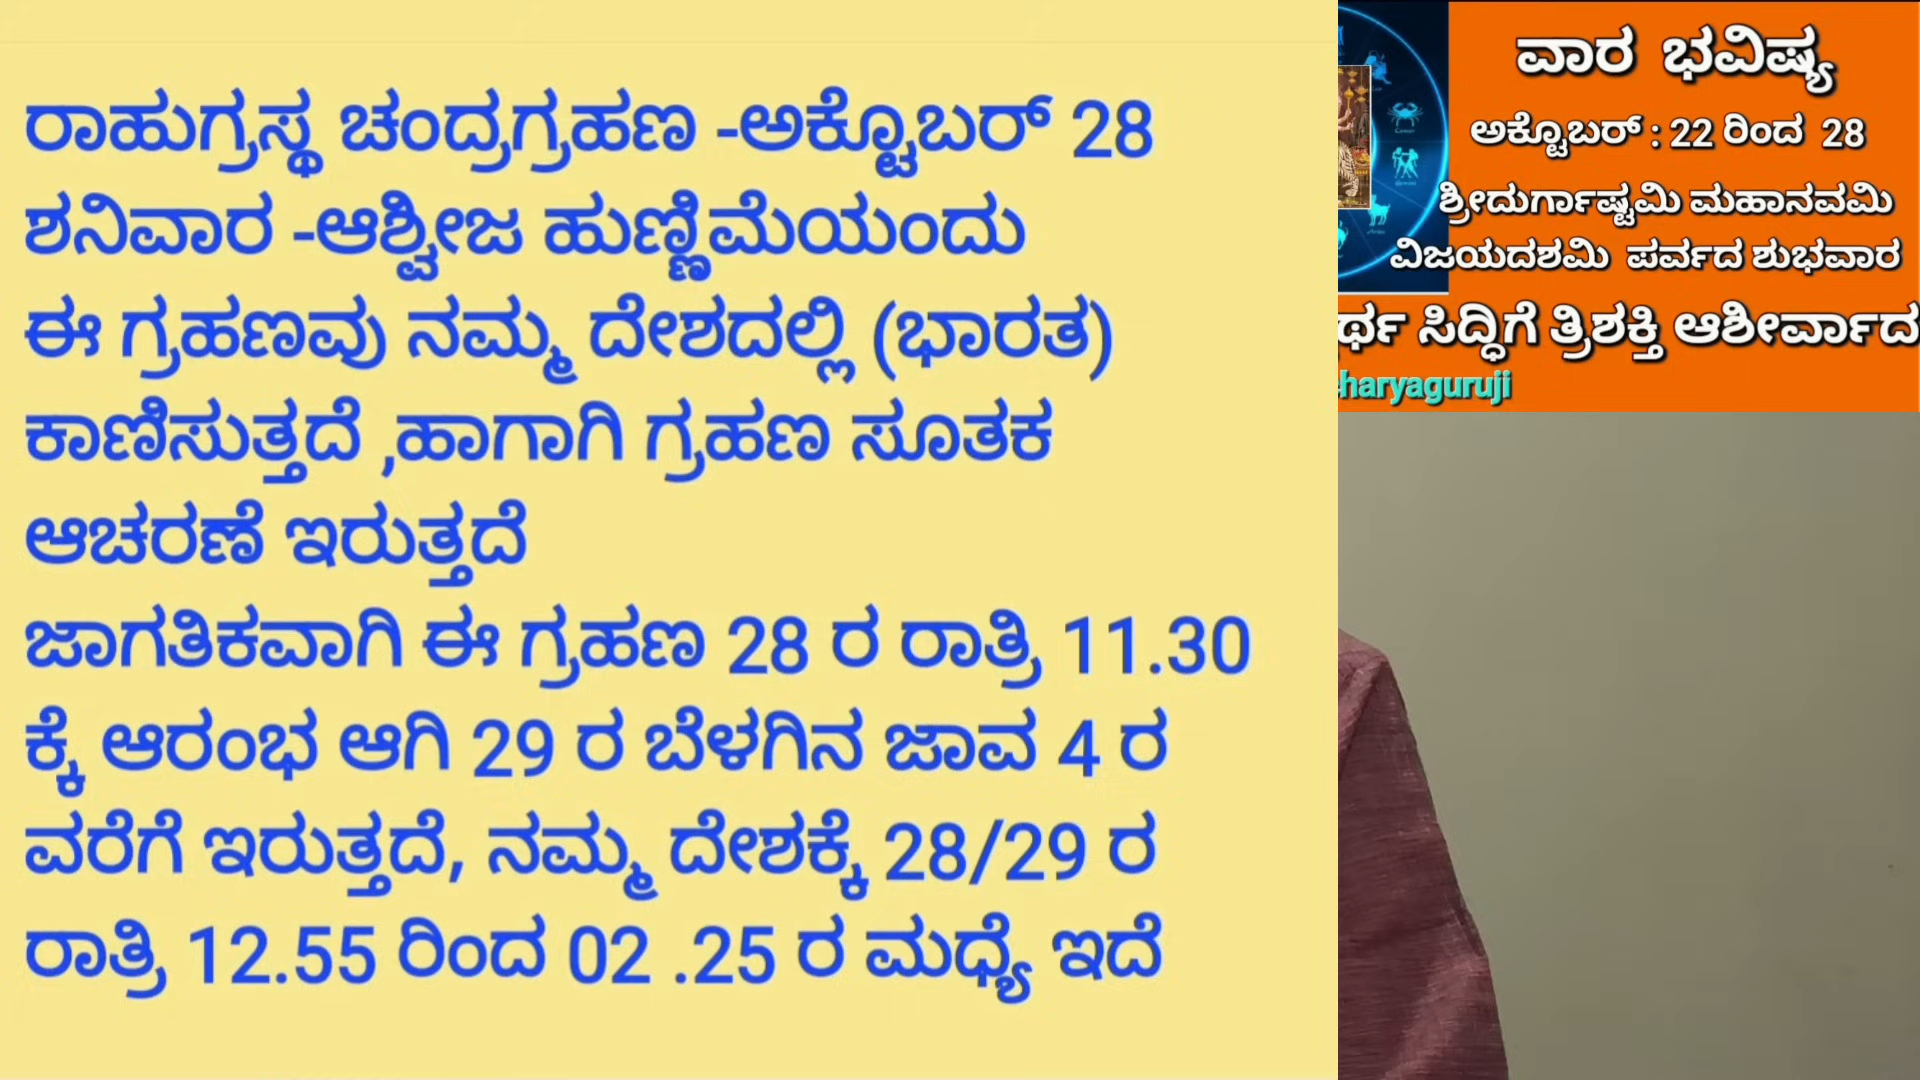 ರಾಹುಗ್ರಸ್ಥ ಚಂದ್ರಗ್ರಹಣ -ಅಕ್ಟೊಬರ್ 28
ಶನಿವಾರ -ಆಶ್ವೀಜ ಹುಣ್ಣಿಮೆಯಂದು
ಈ ಗ್ರಹಣವು ನಮ್ಮ ದೇಶದಲ್ಲಿ (ಭಾರತ)
ಕಾಣಿಸುತ್ತದೆ ,ಹಾಗಾಗಿ ಗ್ರಹಣ ಸೂತಕ
ಆಚರಣೆ ಇರುತ್ತದೆ
ಜಾಗತಿಕವಾಗಿ ಈ ಗ್ರಹಣ 28 ರ ರಾತ್ರಿ 11.30
ಕ್ಕೆ ಆರಂಭ ಆಗಿ 29 ರ ಬೆಳಗಿನ ಜಾವ 4 ರ
ವರೆಗೆ ಇರುತ್ತದೆ, ನಮ್ಮ ದೇಶಕ್ಕೆ 28/29 ರ
ರಾತ್ರಿ 12.55 ರಿಂದ 02 .25 ರ ಮಧ್ಯೆ ಇದೆ
ವಾರ ಭವಿಷ್ಯ
ಅಕ್ಟೊಬರ್ : 22 ರಿಂದ 28
ಶ್ರೀದುರ್ಗಾಷ್ಟಮಿ ಮಹಾನವಮಿ
ವಿಜಯದಶಮಿ ಪರ್ವದ ಶುಭವಾರ
ರ್ಥ ಸಿದ್ಧಿಗೆ ತ್ರಿಶಕ್ತಿ ಆಶೀರ್ವಾದ
haryaguruji